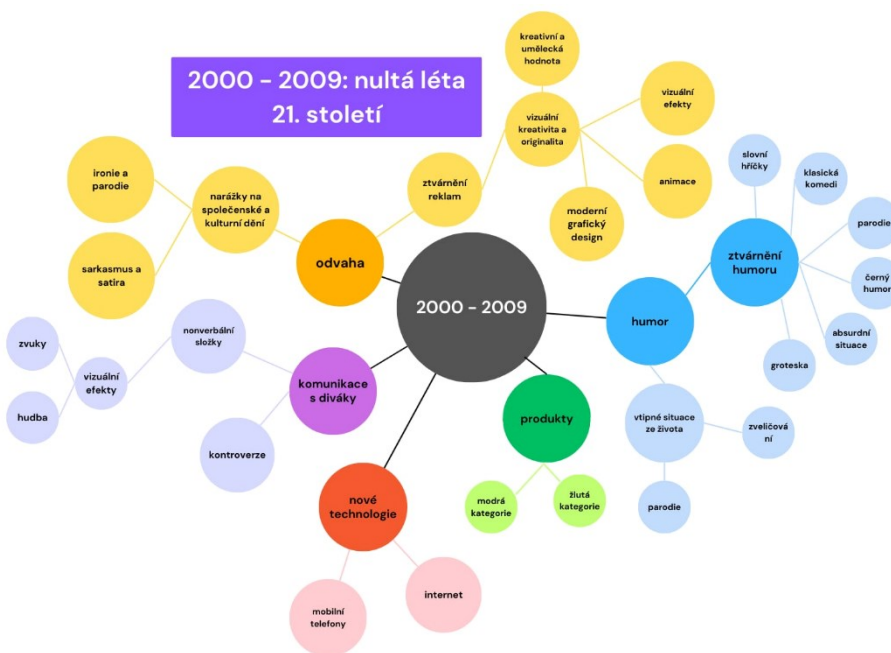 2000 – 2009: nultá léta
21. století
kreativní a
umělecká
hodnota
vizuální
kreativita a
originalita
vizuální
efekty
animace
moderní
grafický
design
ztvárnění
reklam
ironie a
parodie
narážky na
společenské a
kulturní dění
sarkasmus a
satira
odvaha
2000 – 2009
slovní
hříčky
klasická
komedi
parodie
ztvárnění
humoru
černý
humor
absurdní
situace
groteska
humor
vtipné situace
ze života
zveličová
ní
parodie
nonverbální
složky
zvuky
vizuální
efekty
hudba
komunikace
s diváky
kontroverze
produkty
modrá
kategorie
žlutá
kategorie
nové
technologie
mobilní
telefony
internet